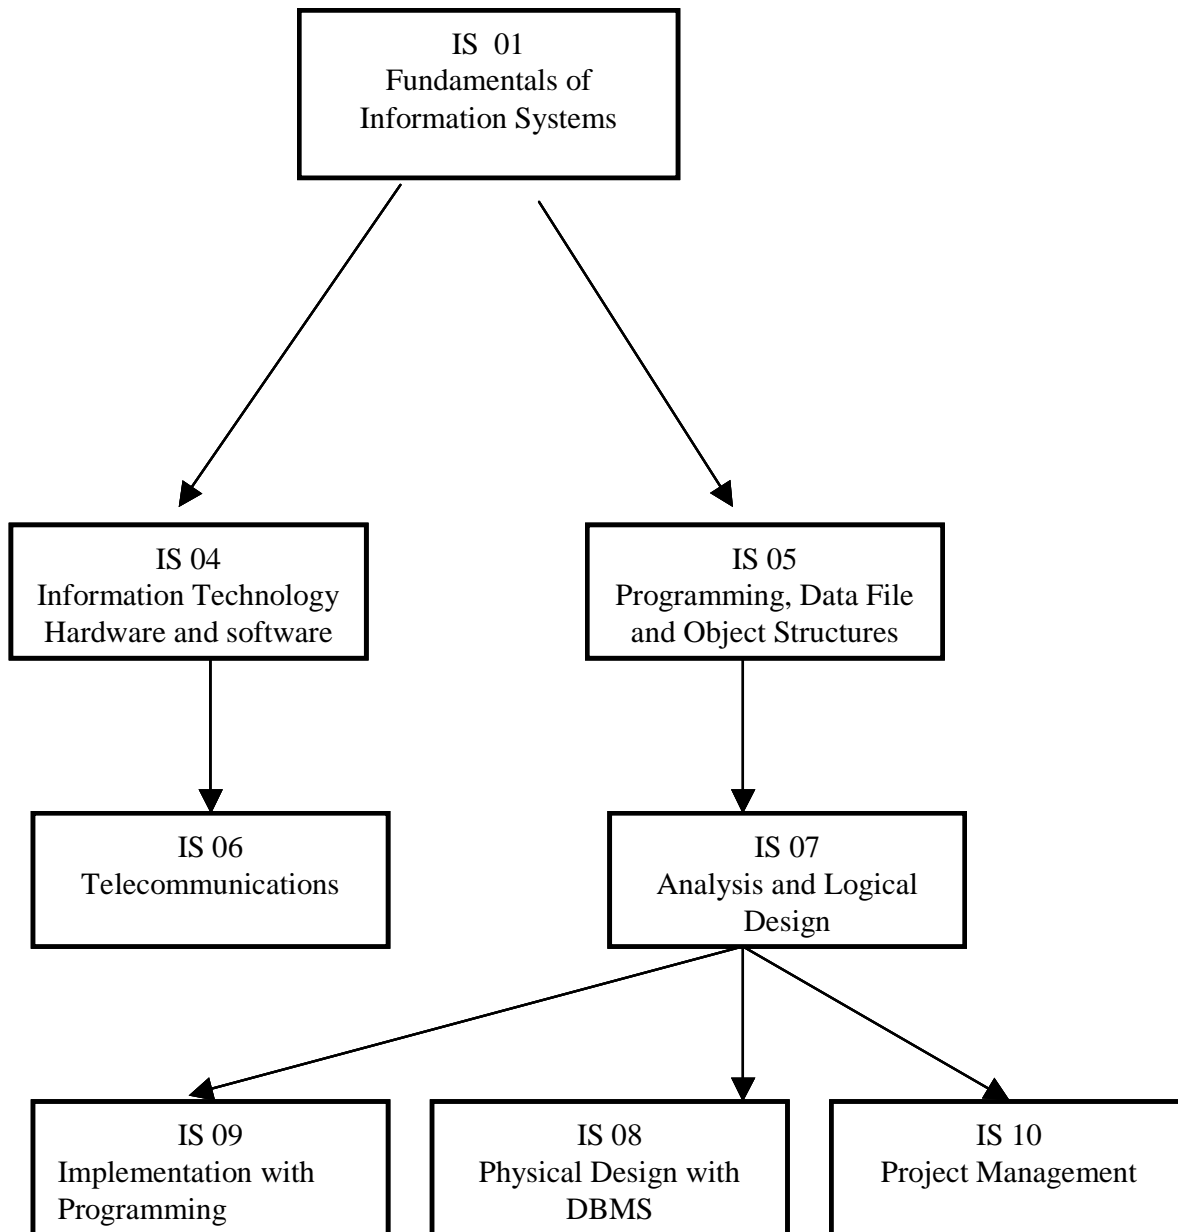 IS 01
Fundamentals of
Information Systems
IS 04
Information Technology
Hardware and software
IS 05
Programming, Data File
and Object Structures
IS 06
Telecommunications
IS 07
Analysis and Logical
Design
IS 09
Implementation with
Programming
IS 08
Physical Design with
DBMS
IS 10
Project Management